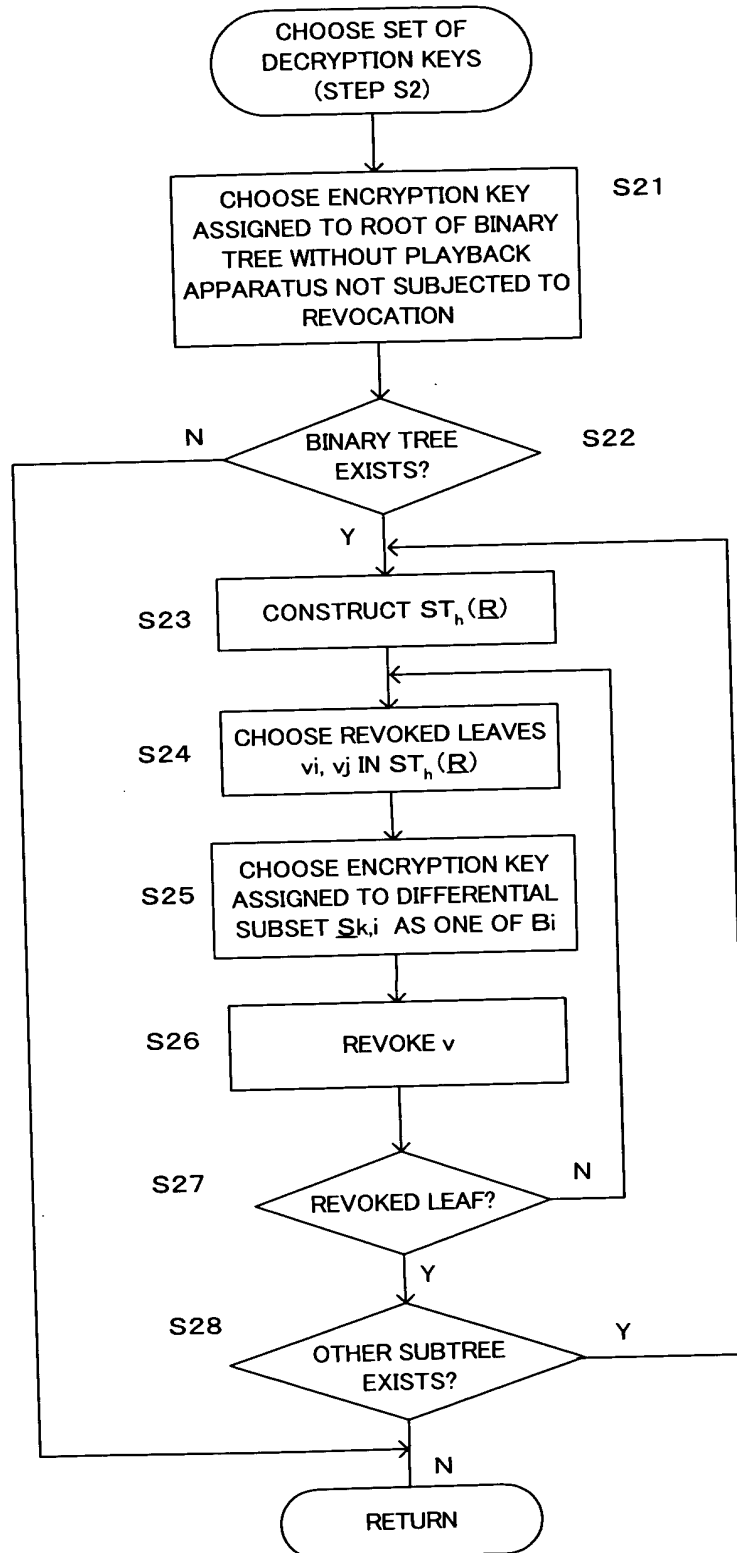 CHOOSE SET OF
DECRYPTION KEYS
(STEP S2)
CHOOSE ENCRYPTION KEY
ASSIGNED TO ROOT OF BINARY
TREE WITHOUT PLAYBACK
APPARATUS NOT SUBJECTED TO
REVOCATION
S21
N
BINARY TREE
EXISTS?
S22
Y
S23
CONSTRUCT STh(R)
S24
CHOOSE REVOKED LEAVES
vi, vj IN STh(R)
S25
CHOOSE ENCRYPTION KEY
ASSIGNED TO DIFFERENTIAL
SUBSET Sk,i AS ONE OF Bi
S26
REVOKE v
S27
REVOKED LEAF?
N
Y
S28
OTHER SUBTREE
EXISTS?
Y
N
RETURN